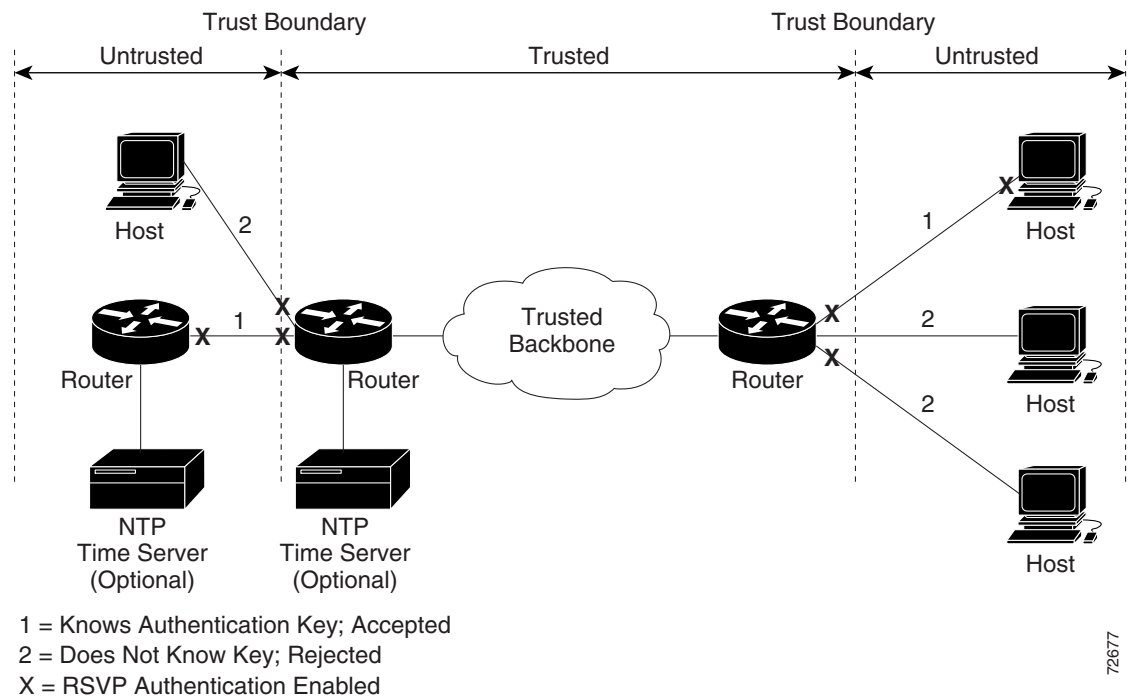 Trust Boundary
Trust Boundary
Untrusted
Trusted
Untrusted
Host
2
1
Host
X
X
X
1
X
X
X
Router
Router
Trusted
Backbone
Router
2
Host
2
Host
NTP
Time Server
(Optional)
NTP
Time Server
(Optional)
1 = Knows Authentication Key; Accepted
2 = Does Not Know Key; Rejected
X = RSVP Authentication Enabled
72677